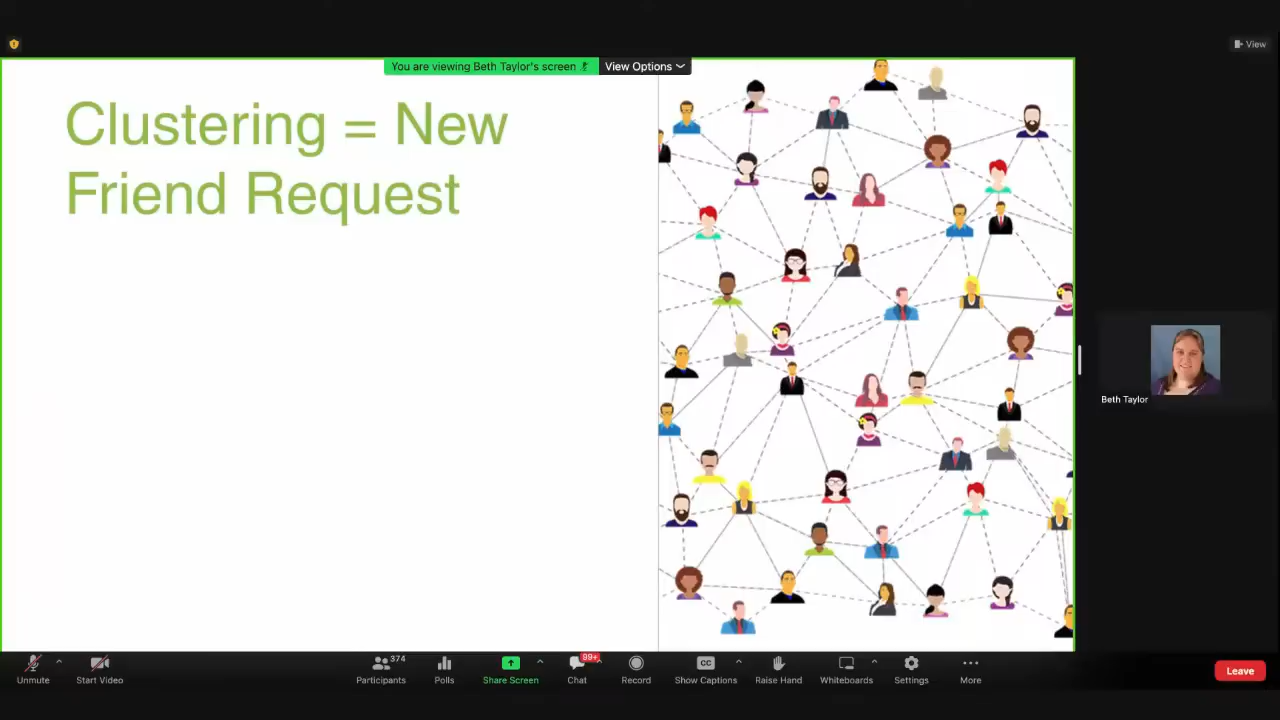 View
You are viewing Beth Taylor's screen
View Options
Clustering = New
Friend Request
Beth Taylor
374
99+
CC
Unmute
Start Video
Participants
Polls
Share Screen
Chat
Record
Show Captions
Raise Hand
Whiteboards
Settings
More
Leave